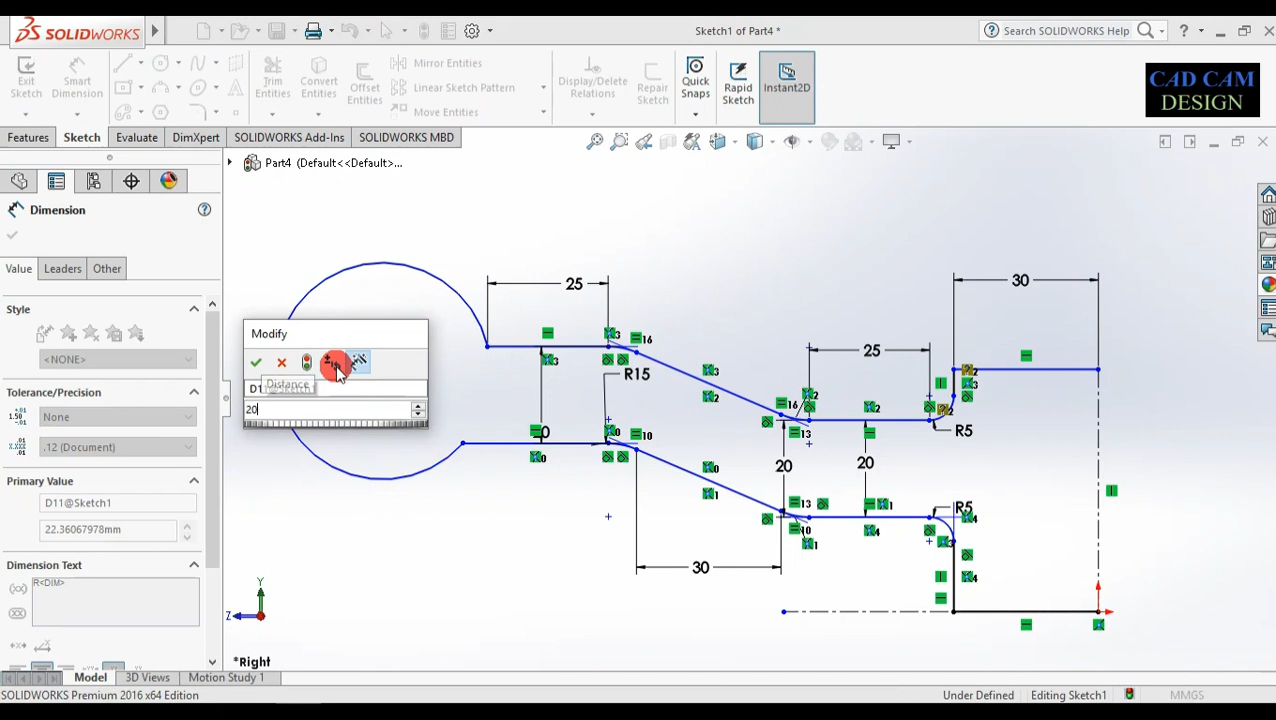 SOLIDWORKS
Sketch1 of Part4 *
Search SOLIDWORKS Help
?
Exit
Sketch
Smart
Dimension
Trim
Entities
Convert
Entities
Offset
Entities
Mirror Entities
Linear Sketch Pattern
Move Entities
Display/Delete
Relations
Repair
Sketch
Quick
Snaps
Rapid
Sketch
Instant2D
CAD CAM
DESIGN
Features
Sketch
Evaluate
DimXpert
SOLIDWORKS Add-Ins
SOLIDWORKS MBD
Part4 (Default<<Default>...
Dimension
?
Value
Leaders
Other
Style
<NONE>
Tolerance/Precision
None
.12 (Document)
Primary Value
D11@Sketch1
22.36067978mm
Dimension Text
R<DIM>
Modify
Distance
20
25
30
R15
25
R5
20
20
R5
30
Y
Z
*Right
Model
3D Views
Motion Study 1
SOLIDWORKS Premium 2016 x64 Edition
Under Defined
Editing Sketch1
MMGS